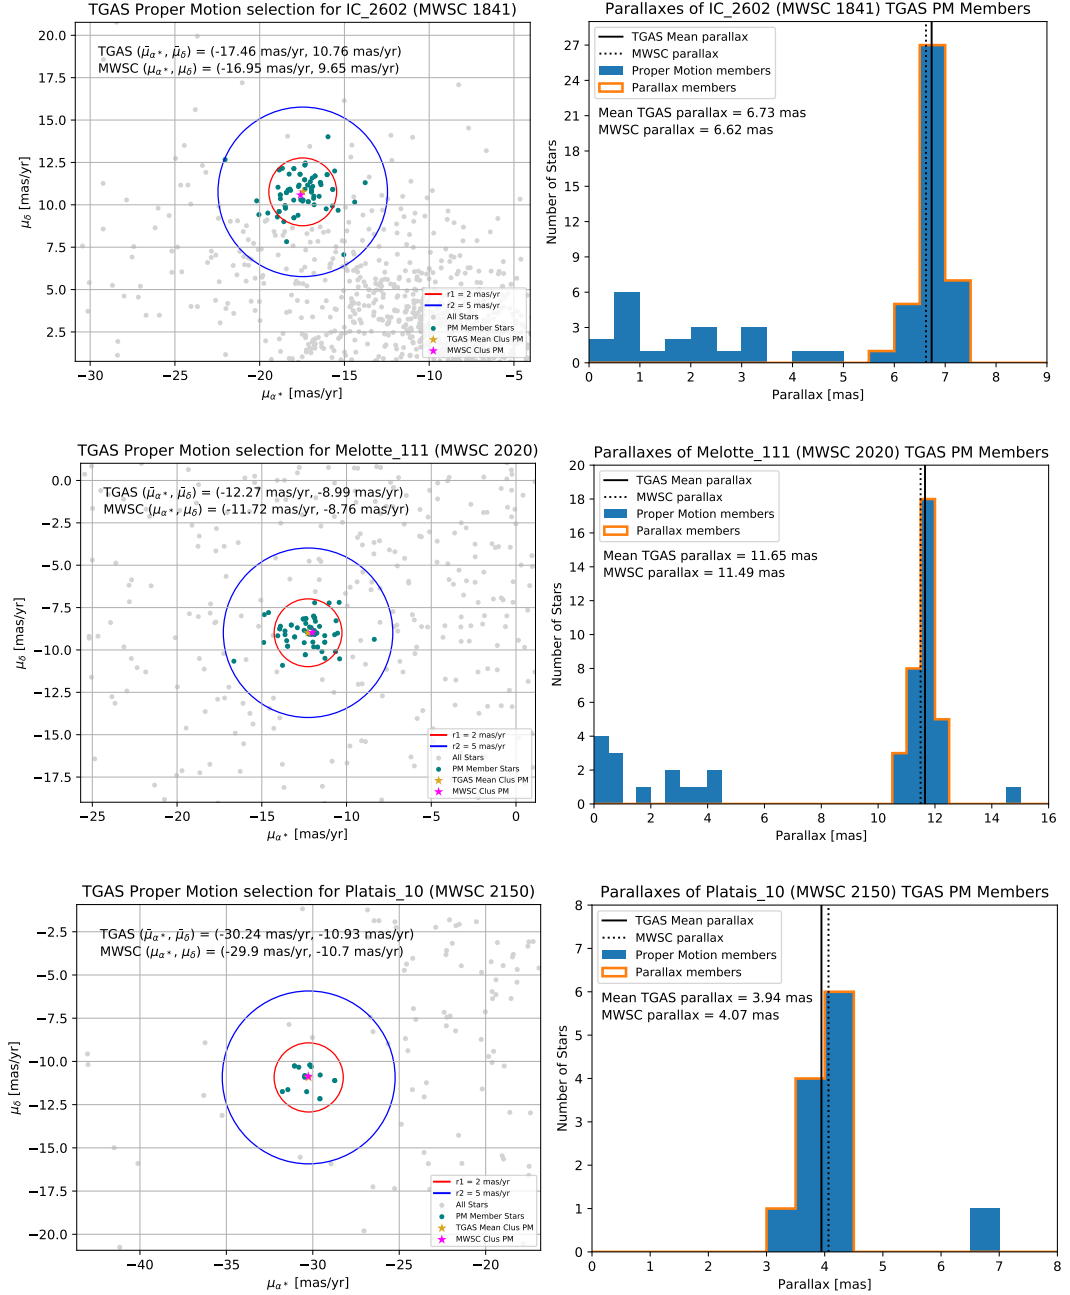 TGAS Proper Motion selection for IC_2602 (MWSC 1841)
TGAS (μ̄α*, μ̄δ) = (-17.46 mas/yr, 10.76 mas/yr)
MWSC (μα*, μδ) = (-16.95 mas/yr, 9.65 mas/yr)
20.0
17.5
15.0
12.5
10.0
7.5
5.0
2.5
μδ [mas/yr]
r1 = 2 mas/yr
r2 = 5 mas/yr
All Stars
PM Member Stars
TGAS Mean Clus PM
MWSC Clus PM
−30 −25 −20 −15 −10 −5
μα* [mas/yr]
Parallaxes of IC_2602 (MWSC 1841) TGAS PM Members
TGAS Mean parallax
MWSC parallax
Proper Motion members
Parallax members
Mean TGAS parallax = 6.73 mas
MWSC parallax = 6.62 mas
27
24
21
18
15
12
9
6
3
0
Number of Stars
0 1 2 3 4 5 6 7 8 9
Parallax [mas]
TGAS Proper Motion selection for Melotte_111 (MWSC 2020)
TGAS (μ̄α*, μ̄δ) = (-12.27 mas/yr, -8.99 mas/yr)
MWSC (μα*, μδ) = (-11.72 mas/yr, -8.76 mas/yr)
0.0
−2.5
−5.0
−7.5
−10.0
−12.5
−15.0
−17.5
μδ [mas/yr]
r1 = 2 mas/yr
r2 = 5 mas/yr
All Stars
PM Member Stars
TGAS Mean Clus PM
MWSC Clus PM
−25 −20 −15 −10 −5 0
μα* [mas/yr]
Parallaxes of Melotte_111 (MWSC 2020) TGAS PM Members
TGAS Mean parallax
MWSC parallax
Proper Motion members
Parallax members
Mean TGAS parallax = 11.65 mas
MWSC parallax = 11.49 mas
20
18
16
14
12
10
8
6
4
2
0
Number of Stars
0 2 4 6 8 10 12 14 16
Parallax [mas]
TGAS Proper Motion selection for Platais_10 (MWSC 2150)
TGAS (μ̄α*, μ̄δ) = (-30.24 mas/yr, -10.93 mas/yr)
MWSC (μα*, μδ) = (-29.9 mas/yr, -10.7 mas/yr)
−2.5
−5.0
−7.5
−10.0
−12.5
−15.0
−17.5
−20.0
μδ [mas/yr]
r1 = 2 mas/yr
r2 = 5 mas/yr
All Stars
PM Member Stars
TGAS Mean Clus PM
MWSC Clus PM
−40 −35 −30 −25 −20
μα* [mas/yr]
Parallaxes of Platais_10 (MWSC 2150) TGAS PM Members
TGAS Mean parallax
MWSC parallax
Proper Motion members
Parallax members
Mean TGAS parallax = 3.94 mas
MWSC parallax = 4.07 mas
8
7
6
5
4
3
2
1
0
Number of Stars
0 1 2 3 4 5 6 7 8
Parallax [mas]